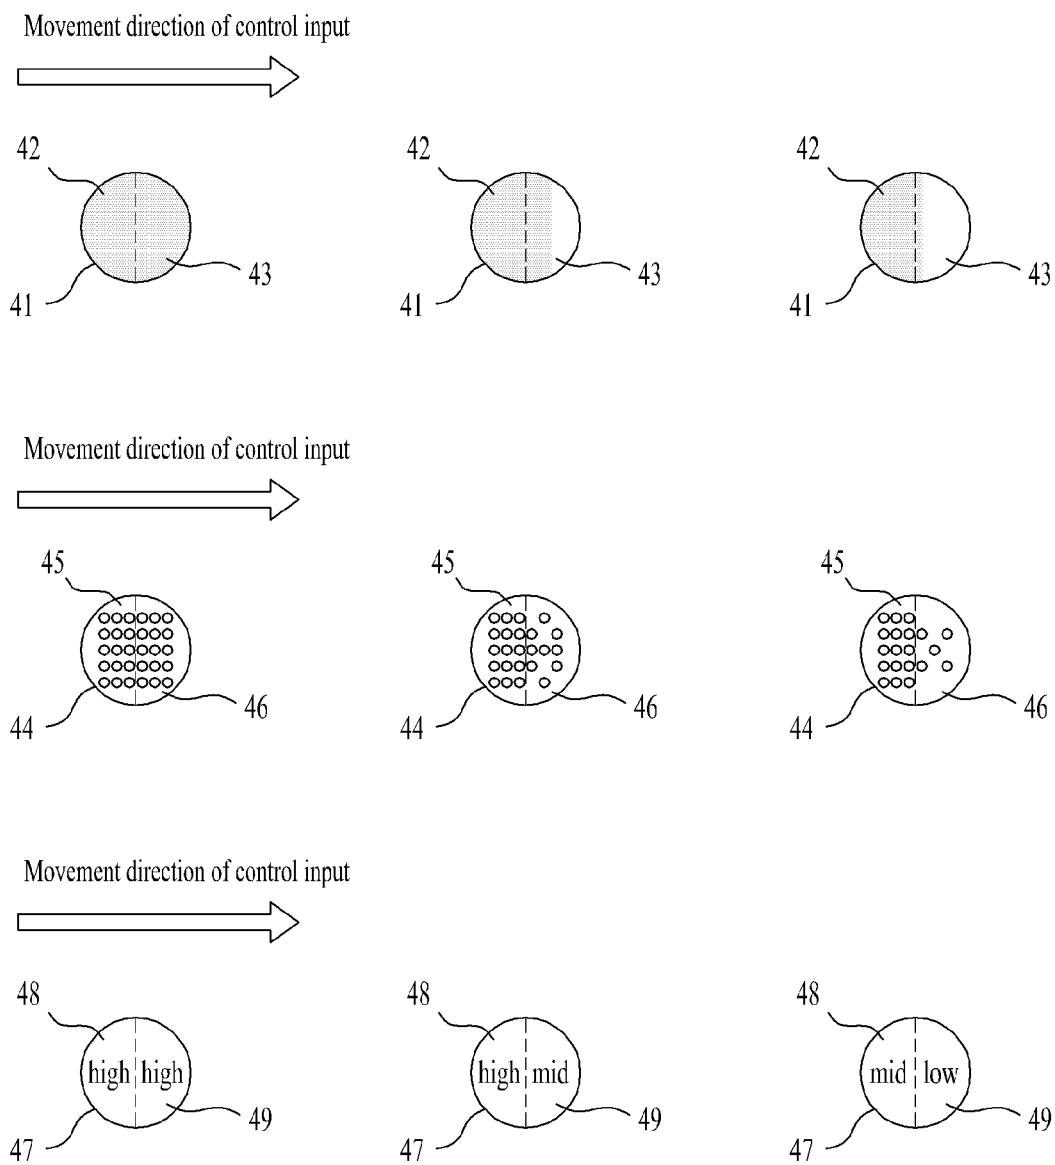 Movement direction of control input
42 42 42
41 43 41 43 41 43
Movement direction of control input
45 45 45
44 46 44 46 44 46
Movement direction of control input
48 48 48
high high high mid mid low
47 49 47 49 47 49